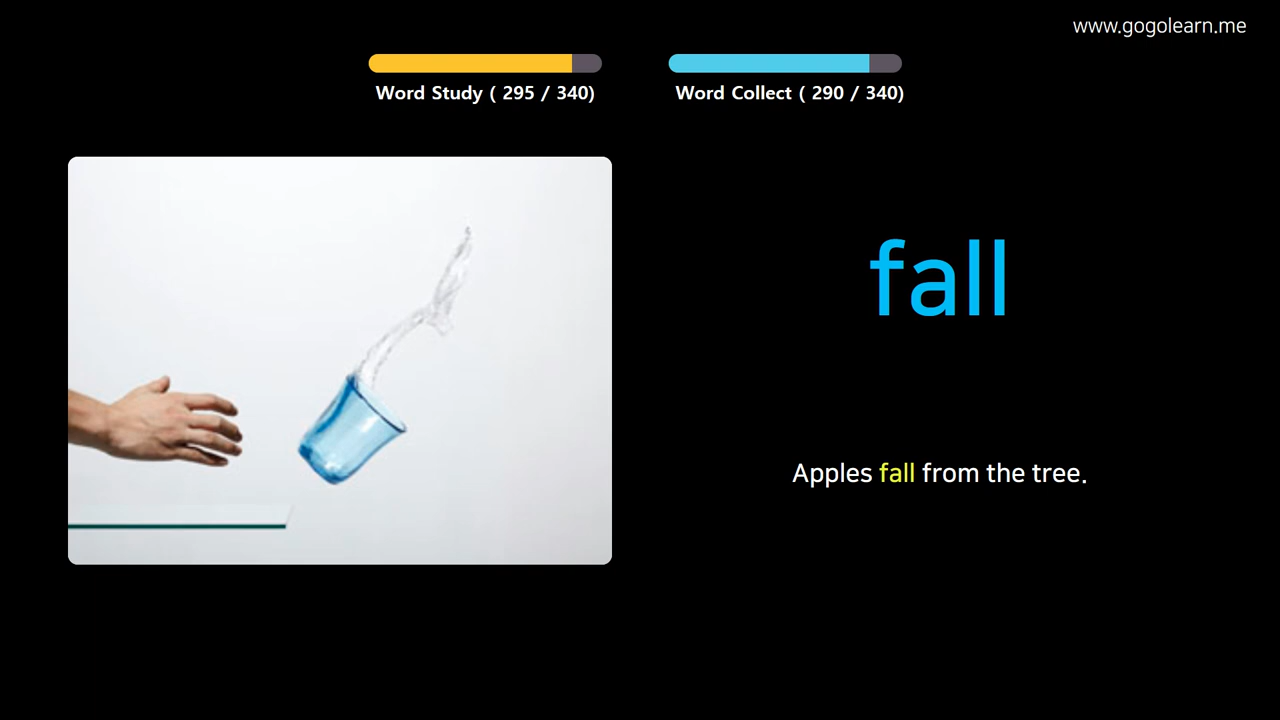 www.gogolearn.me
Word Study ( 295 / 340)
Word Collect ( 290 / 340)
fall
Apples fall from the tree.